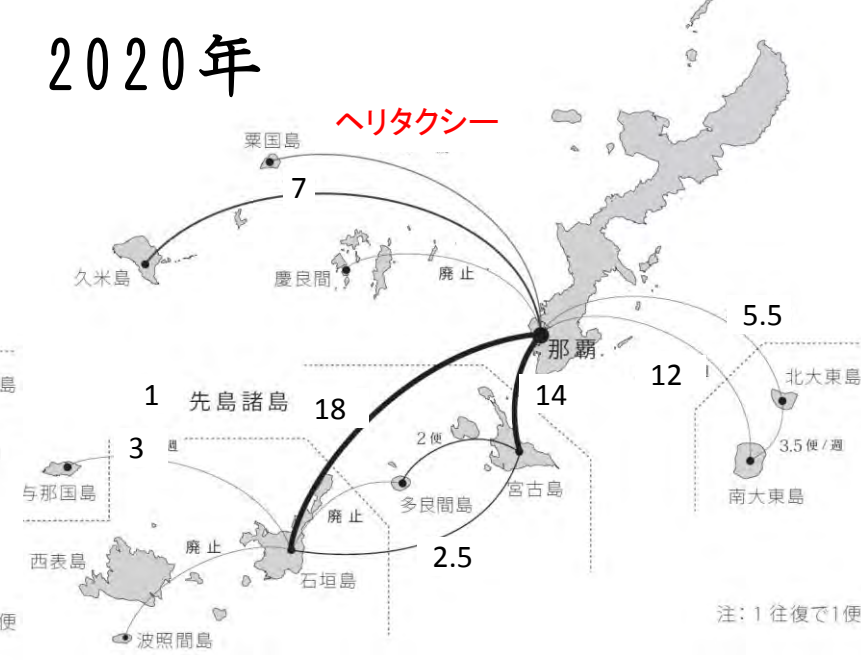 2020年
ヘリタクシー
粟国島
7
久米島
慶良間
廃止
5.5
那覇
12
北大東島
島
1
先島諸島
18
14
2便
3
週
3.5便/週
与那国島
多良間島
宮古島
南大東島
廃止
廃止
西表島
2.5
石垣島
便
注:1往復で1便
波照間島